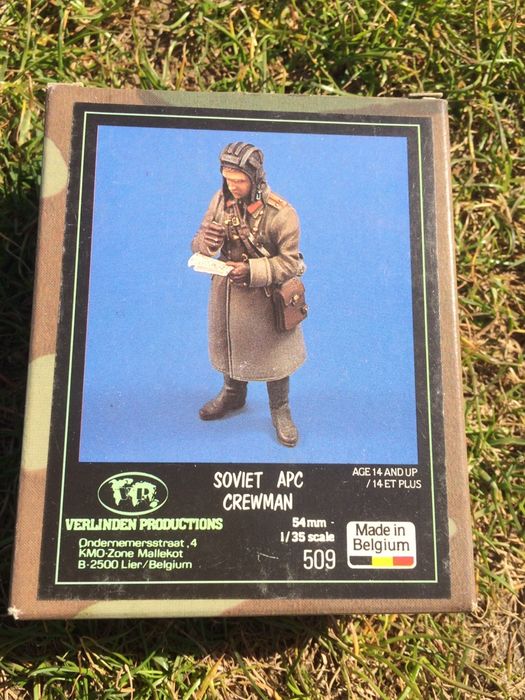 SOVIET APC
CREWMAN
AGE 14 AND UP
/14 ET PLUS
VP
VERLINDEN PRODUCTIONS
Ondernemersstraat ,4
KMO-Zone Mallekot
B-2500 Lier/Belgium
54mm -
1/35 scale
509
Made in
Belgium